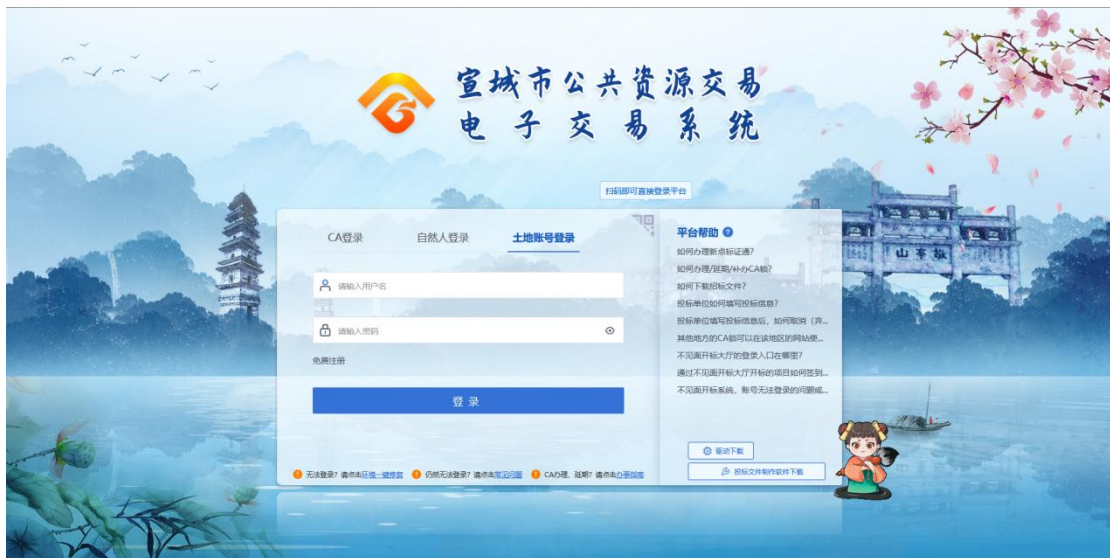 宣城市公共资源交易
电子交易系统
扫码即可直接登录平台
CA登录
自然人登录
土地账号登录
请输入用户名
请输入密码
免费注册
登 录
无法登录？请点击环境一键修复
仍然无法登录？请点击常见问题
CA办理、延期？请点击办事指南
平台帮助
如何办理新点标证通？
如何办理/延期/补办CA锁？
如何下载招标文件？
投标单位如何填写投标信息？
投标单位填写投标信息后，如何取消（弃...
其他地方的CA锁可以在该地区的网站使...
不见面开标大厅的登录入口在哪里？
通过不见面开标大厅开标的项目如何签到...
不见面开标系统，账号无法登录的问题或...
驱动下载
投标文件制作软件下载
山亭敬